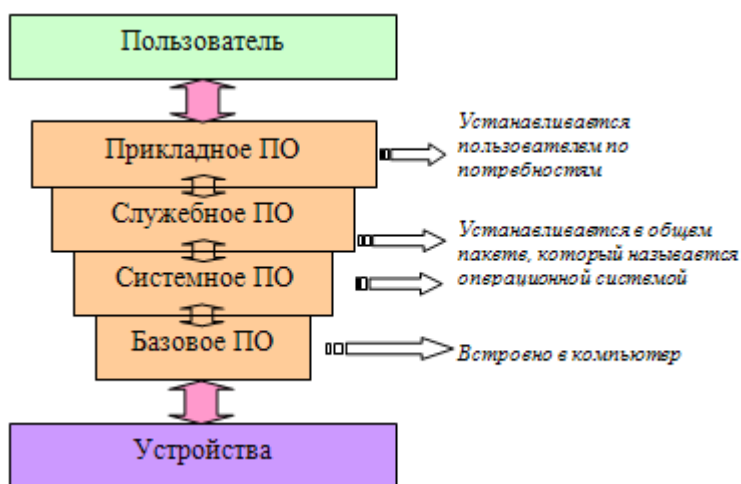 Пользователь
Прикладное ПО
Устанавливается
пользователем по
потребностям
Служебное ПО
Устанавливается в общем
пакете, который называется
операционной системой
Системное ПО
Базовое ПО
Встровно в компьютер
Устройства